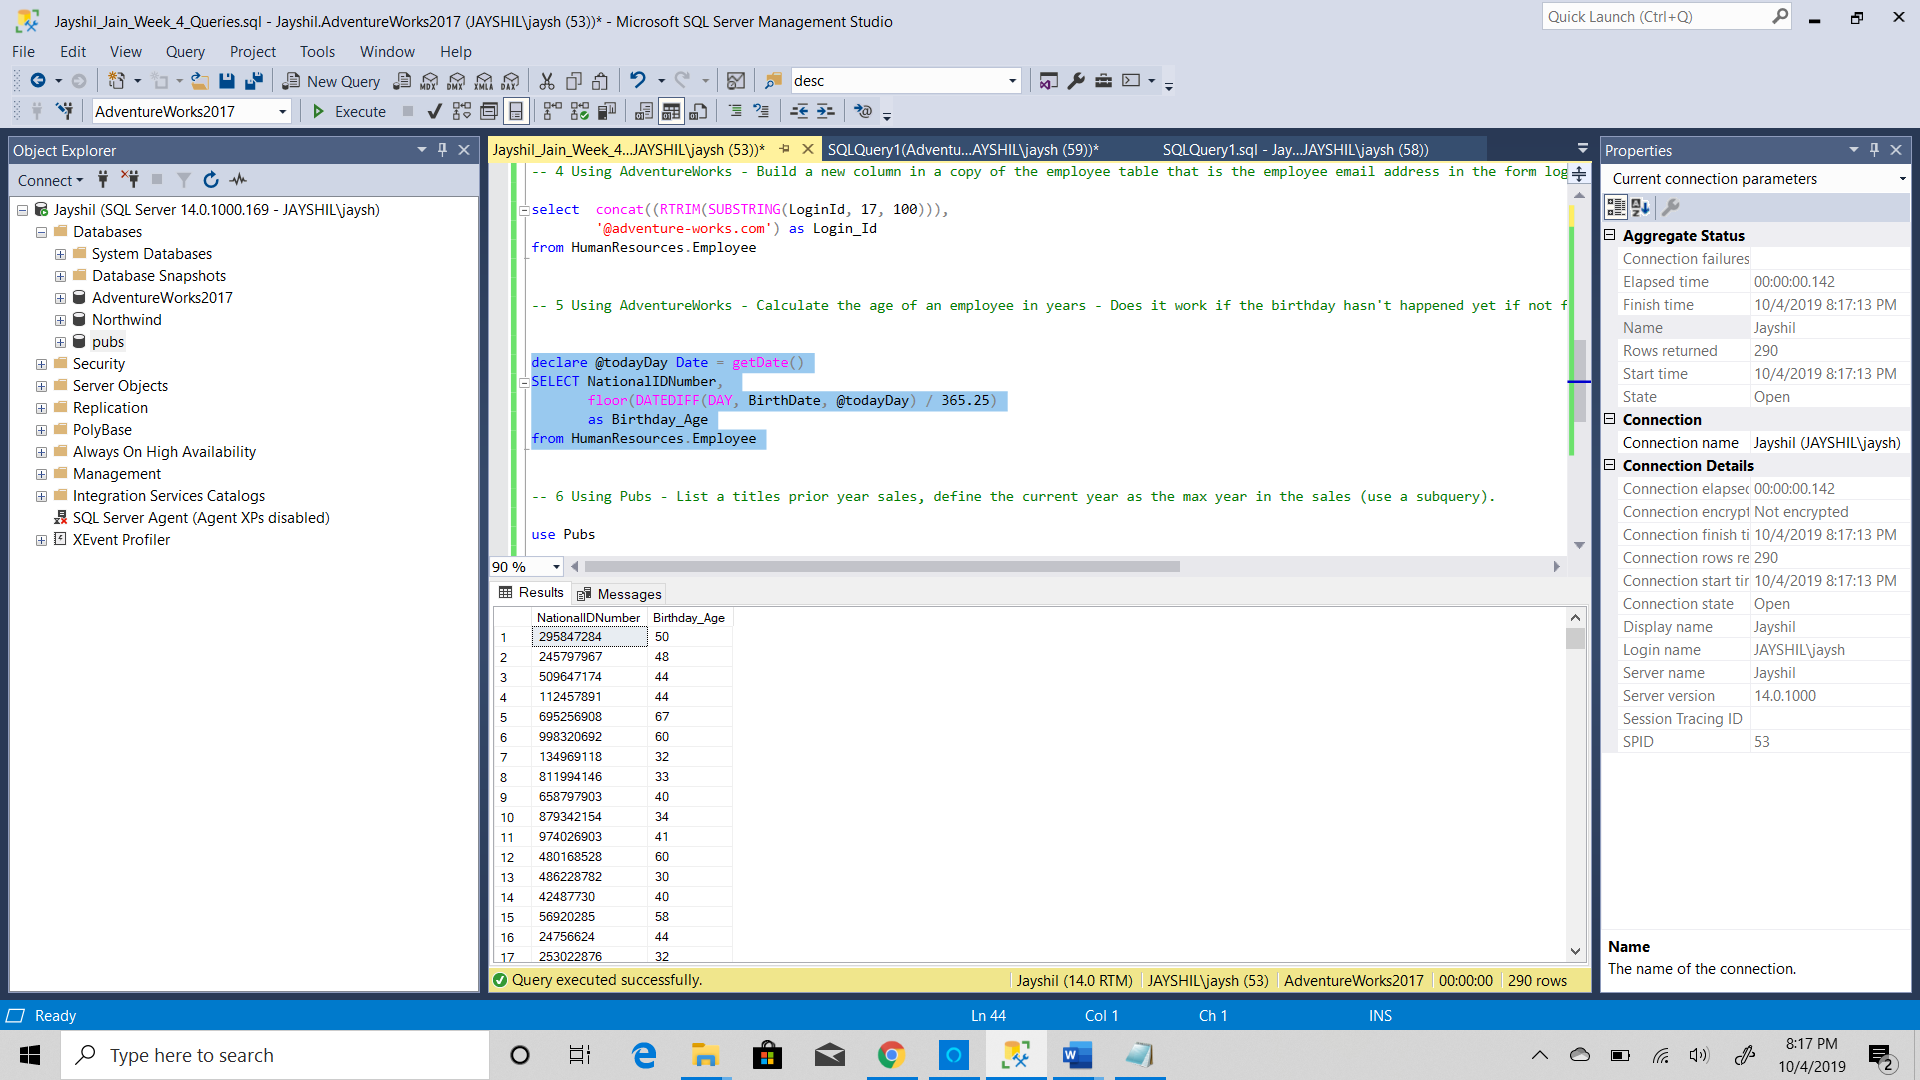 Jayshil_Jain_Week_4_Queries.sql - Jayshil.AdventureWorks2017 (JAYSHIL\jaysh (53))* - Microsoft SQL Server Management Studio
Quick Launch (Ctrl+Q)
File Edit View Query Project Tools Window Help
New Query MDX DMX XMLA DAX desc
AdventureWorks2017 Execute
Object Explorer
Connect
Jayshil (SQL Server 14.0.1000.169 - JAYSHIL\jaysh)
Databases
System Databases
Database Snapshots
AdventureWorks2017
Northwind
pubs
Security
Server Objects
Replication
PolyBase
Always On High Availability
Management
Integration Services Catalogs
SQL Server Agent (Agent XPs disabled)
XEvent Profiler
Jayshil_Jain_Week_4...JAYSHIL\jaysh (53))* SQLQuery1(Adventu...AYSHIL\jaysh (59))* SQLQuery1.sql - Jay...JAYSHIL\jaysh (58))
-- 4 Using AdventureWorks - Build a new column in a copy of the employee table that is the employee email address in the form log
select concat((RTRIM(SUBSTRING(LoginId, 17, 100))),
'@adventure-works.com') as Login_Id
from HumanResources.Employee
-- 5 Using AdventureWorks - Calculate the age of an employee in years - Does it work if the birthday hasn't happened yet if not f
declare @todayDay Date = getDate()
SELECT NationalIDNumber,
floor(DATEDIFF(DAY, BirthDate, @todayDay) / 365.25)
as Birthday_Age
from HumanResources.Employee
-- 6 Using Pubs - List a titles prior year sales, define the current year as the max year in the sales (use a subquery).
use Pubs
90 %
Results Messages
NationalIDNumber Birthday_Age
1 295847284 50
2 245797967 48
3 509647174 44
4 112457891 44
5 695256908 67
6 998320692 60
7 134969118 32
8 811994146 33
9 658797903 40
10 879342154 34
11 974026903 41
12 480168528 60
13 486228782 30
14 42487730 40
15 56920285 58
16 24756624 44
17 253022876 32
Query executed successfully. Jayshil (14.0 RTM) JAYSHIL\jaysh (53) AdventureWorks2017 00:00:00 290 rows
Properties
Current connection parameters
Aggregate Status
Connection failures
Elapsed time 00:00:00.142
Finish time 10/4/2019 8:17:13 PM
Name Jayshil
Rows returned 290
Start time 10/4/2019 8:17:13 PM
State Open
Connection
Connection name Jayshil (JAYSHIL\jaysh)
Connection Details
Connection elapsec 00:00:00.142
Connection encrypt Not encrypted
Connection finish ti 10/4/2019 8:17:13 PM
Connection rows re 290
Connection start tir 10/4/2019 8:17:13 PM
Connection state Open
Display name Jayshil
Login name JAYSHIL\jaysh
Server name Jayshil
Server version 14.0.1000
Session Tracing ID
SPID 53
Name
The name of the connection.
Ready Ln 44 Col 1 Ch 1 INS
Type here to search
8:17 PM
10/4/2019
2